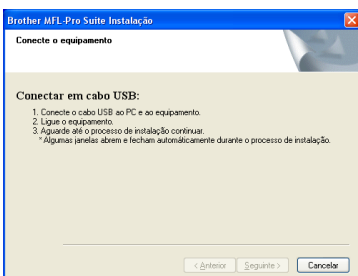 Brother MFL-Pro Suite Instalação
Conecte o equipamento
Conectar em cabo USB:
1. Conecte o cabo USB ao PC e ao equipamento.
2. Ligue o equipamento.
3. Aguarde até o processo de instalação continuar.
* Algumas janelas abrem e fecham automáticamente durante o processo de instalação.
< Anterior Seguinte > Cancelar